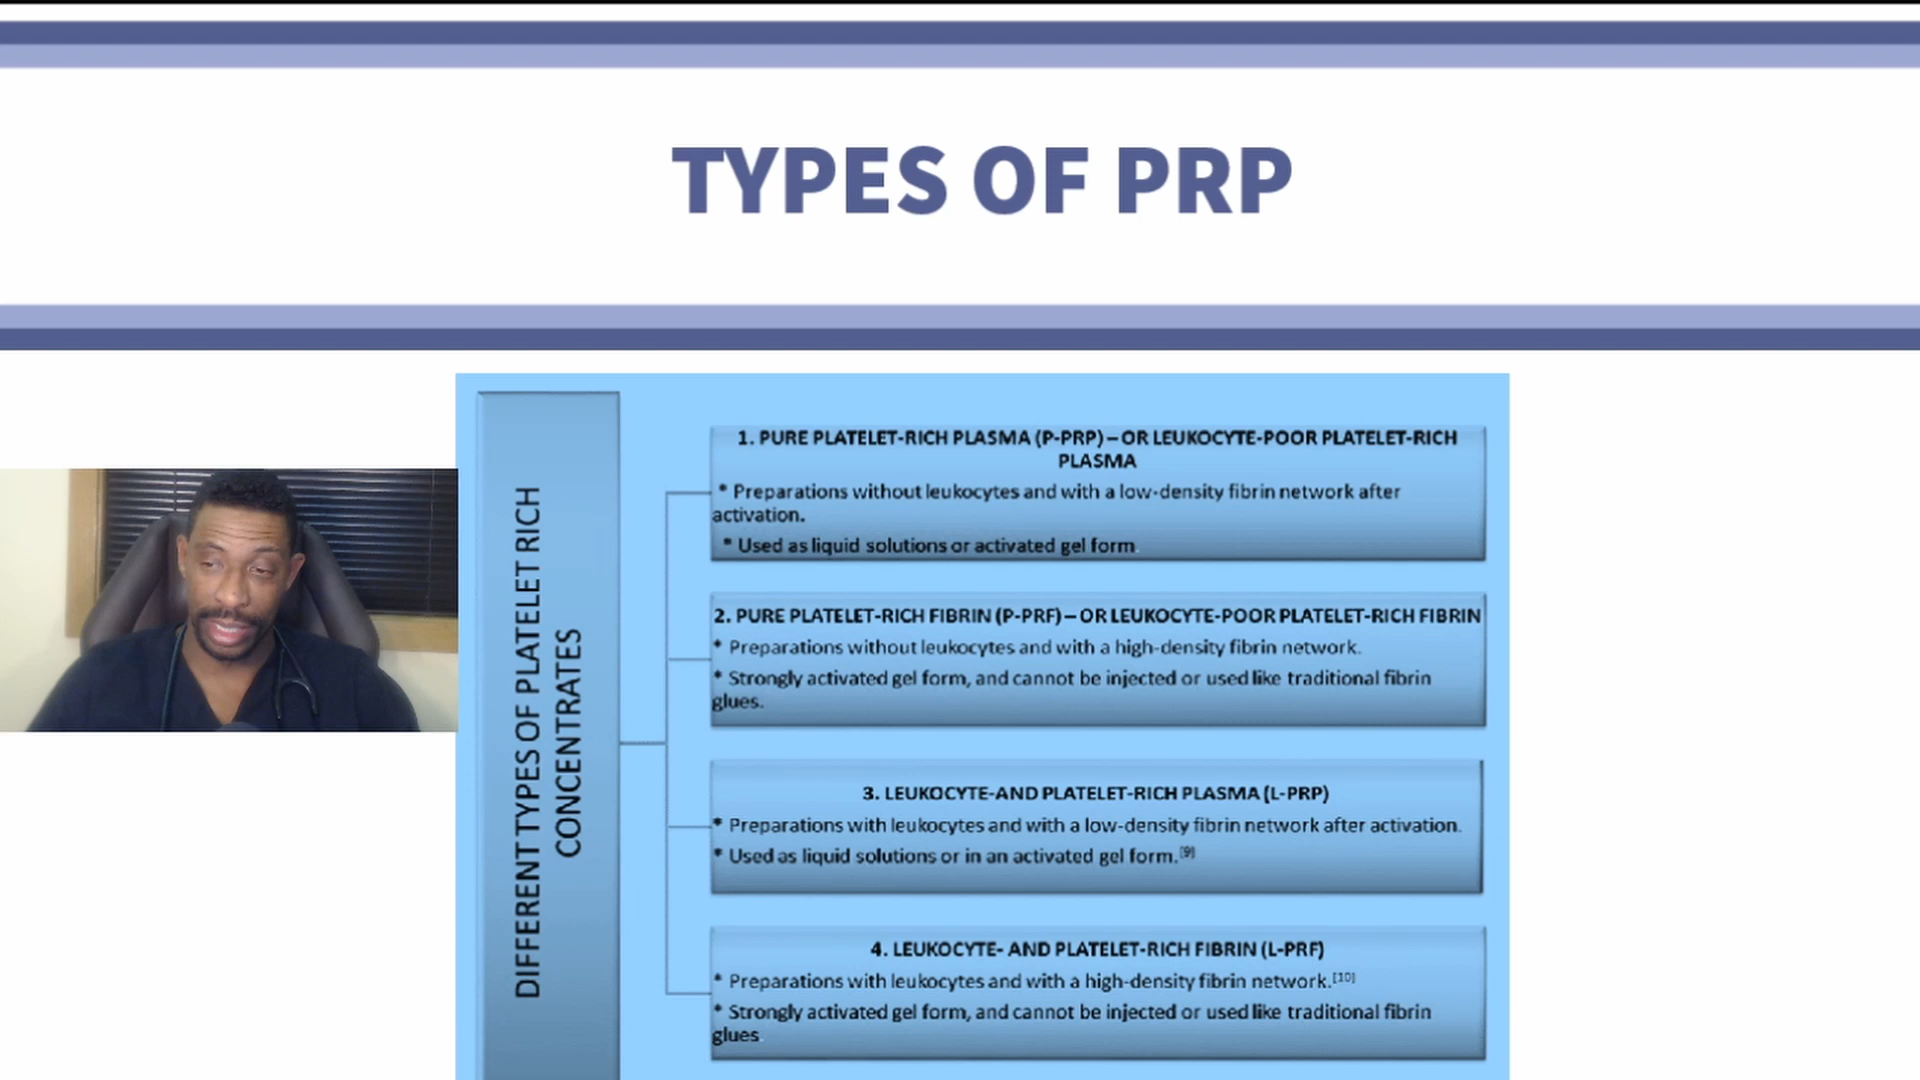 TYPES OF PRP
DIFFERENT TYPES OF PLATELET RICH
CONCENTRATES
1. PURE PLATELET-RICH PLASMA (P-PRP) – OR LEUKOCYTE-POOR PLATELET-RICH
PLASMA
* Preparations without leukocytes and with a low-density fibrin network after
activation.
* Used as liquid solutions or activated gel form.
2. PURE PLATELET-RICH FIBRIN (P-PRF) – OR LEUKOCYTE-POOR PLATELET-RICH FIBRIN
* Preparations without leukocytes and with a high-density fibrin network.
* Strongly activated gel form, and cannot be injected or used like traditional fibrin
glues.
3. LEUKOCYTE-AND PLATELET-RICH PLASMA (L-PRP)
* Preparations with leukocytes and with a low-density fibrin network after activation.
* Used as liquid solutions or in an activated gel form.[9]
4. LEUKOCYTE- AND PLATELET-RICH FIBRIN (L-PRF)
* Preparations with leukocytes and with a high-density fibrin network.[10]
* Strongly activated gel form, and cannot be injected or used like traditional fibrin
glues.